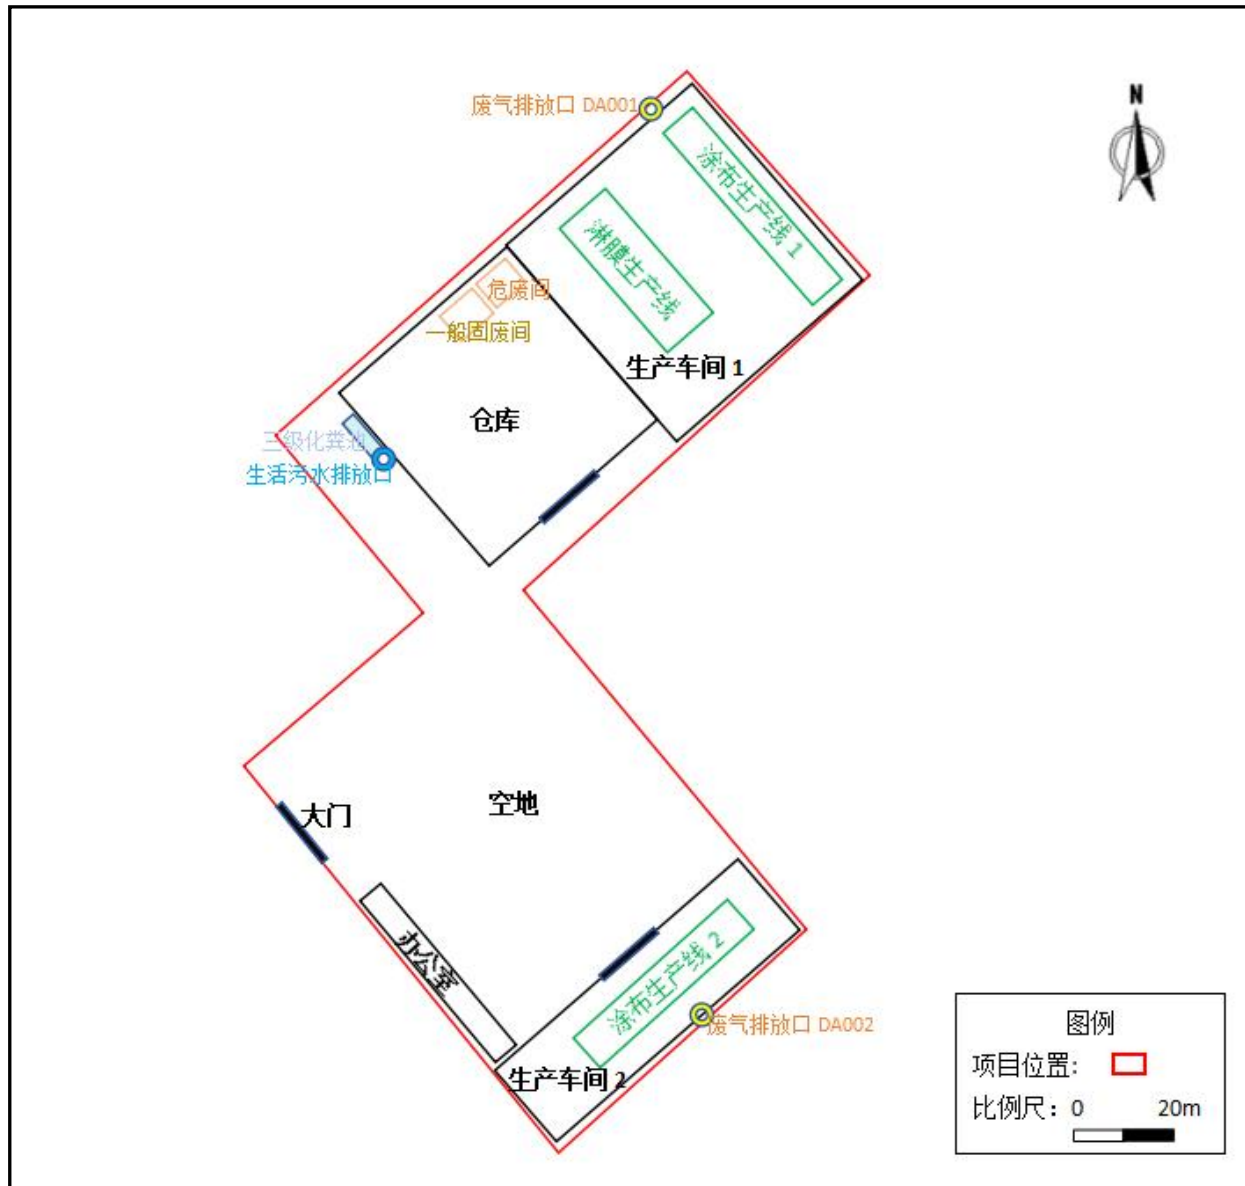 N
废气排放口 DA001
涂布生产线 1
淋膜生产线
危废间
一般固废间
生产车间 1
仓库
三级化粪池
生活污水排放口
大门
空地
办公室
涂布生产线 2
废气排放口 DA002
生产车间 2
图例
项目位置:
比例尺: 0 20m